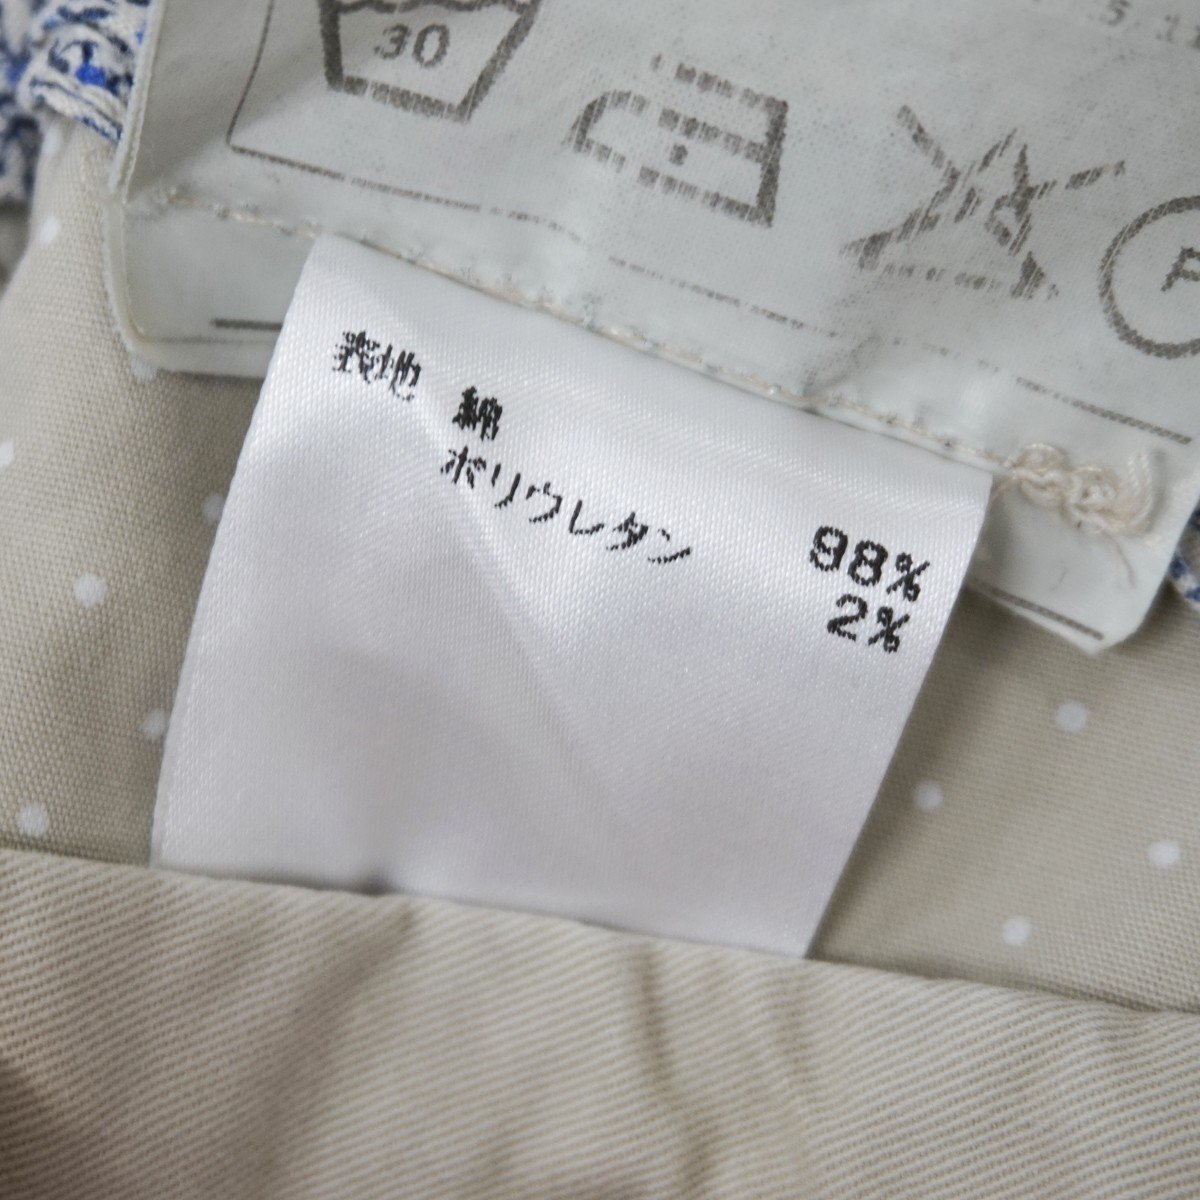 30
表地 綿 98%
ポリウレタン 2%